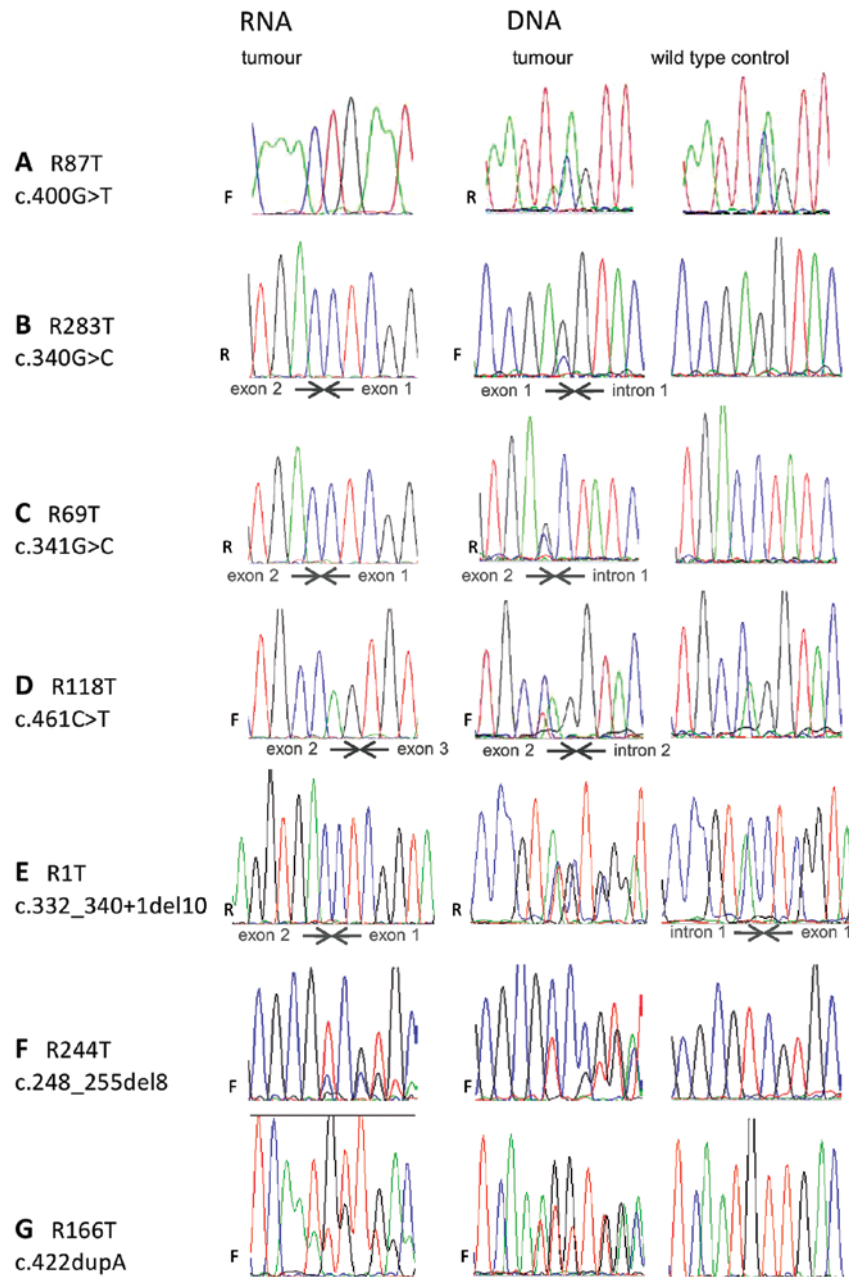 RNA DNA
tumour tumour wild type control
A R87T
c.400G>T
F R
B R283T
c.340G>C
R F
exon 2 exon 1 exon 1 intron 1
C R69T
c.341G>C
R R
exon 2 exon 1 exon 2 intron 1
D R118T
c.461C>T
F F
exon 2 exon 3 exon 2 intron 2
E R1T
c.332_340+1del10
R R
exon 2 exon 1 intron 1 exon 1
F R244T
c.248_255del8
F F
G R166T
c.422dupA
F F